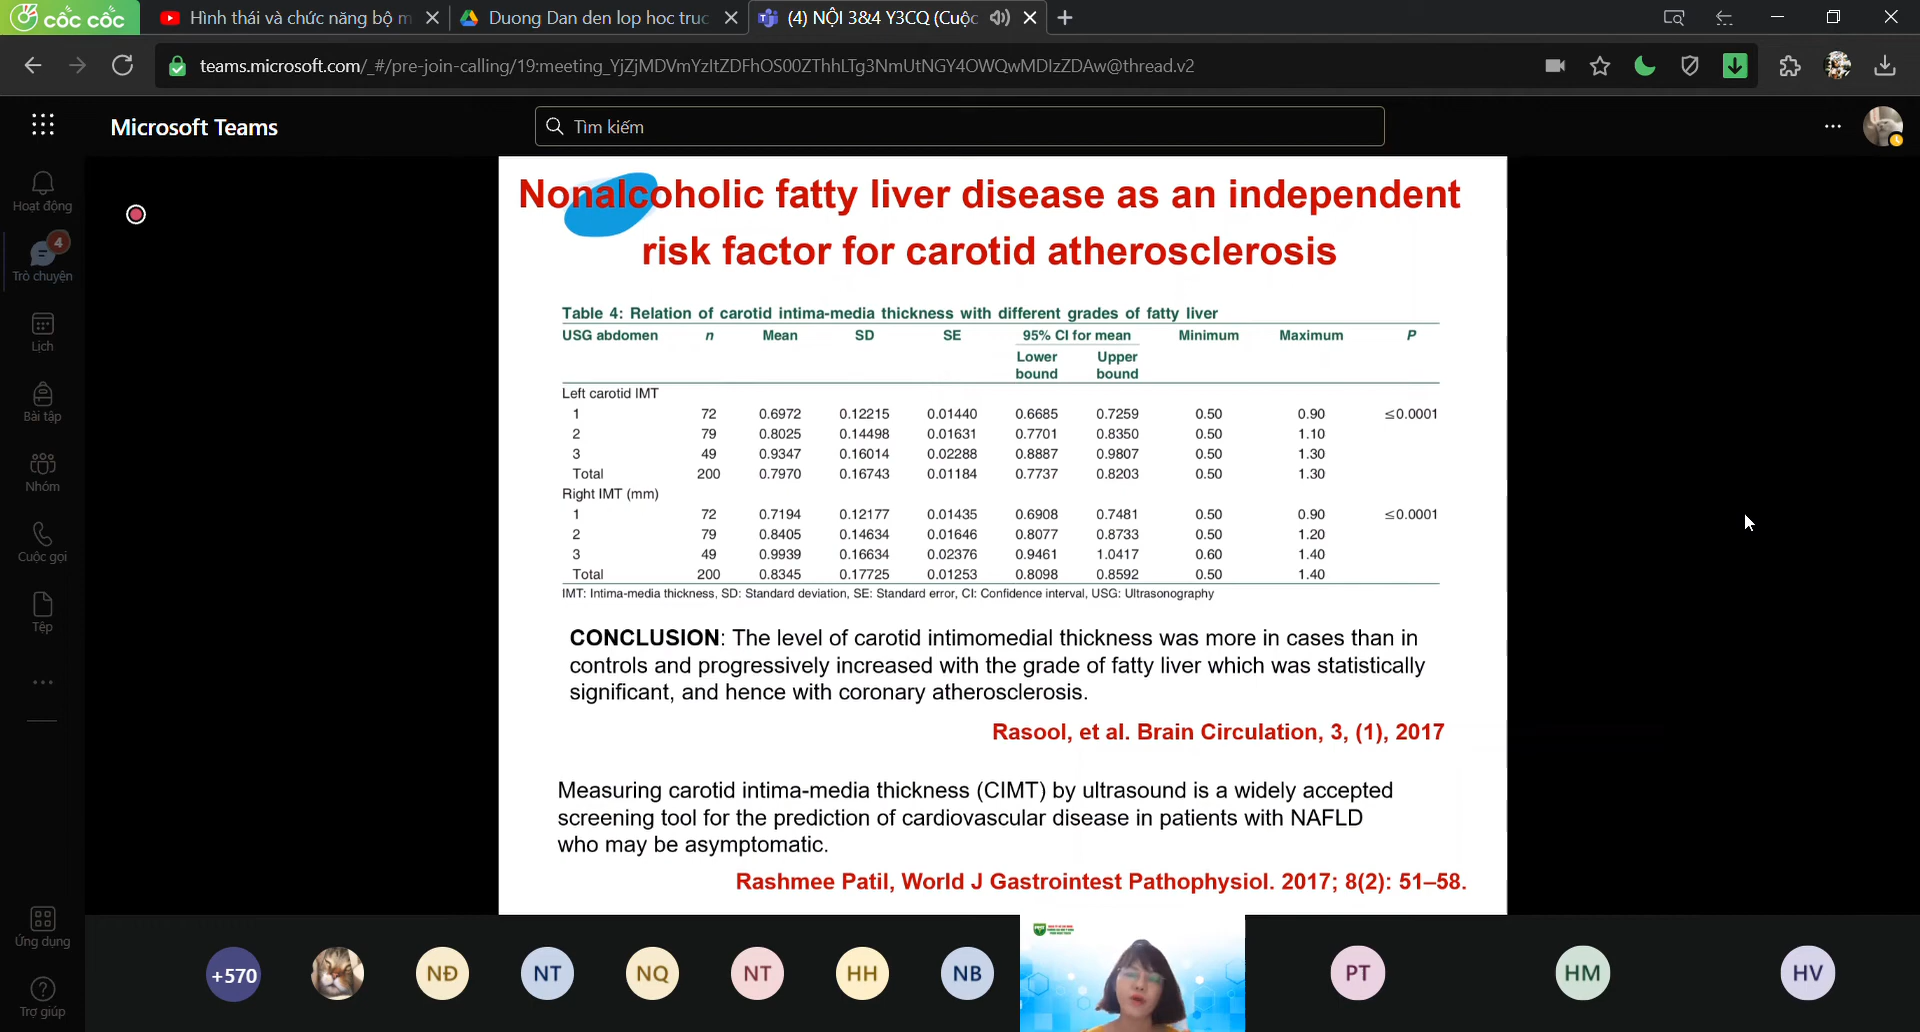 cốc cốc
Hình thái và chức năng bộ m
Duong Dan den lop hoc truc
(4) NỘI 3&4 Y3CQ (Cuộc
teams.microsoft.com/_#/pre-join-calling/19:meeting_YjZjMDVmYzItZDFhOS00ZThhLTg3NmUtNGY4OWQwMDIzZDAw@thread.v2
Microsoft Teams
Tìm kiếm
Hoạt động
4
Trò chuyện
Lịch
Bài tập
Nhóm
Cuộc gọi
Tệp
Ứng dụng
Trợ giúp
Nonalcoholic fatty liver disease as an independent
risk factor for carotid atherosclerosis
Table 4: Relation of carotid intima-media thickness with different grades of fatty liver
USG abdomen n Mean SD SE 95% CI for mean Minimum Maximum P
Lower Upper
bound bound
Left carotid IMT
1 72 0.6972 0.12215 0.01440 0.6685 0.7259 0.50 0.90 ≤0.0001
2 79 0.8025 0.14498 0.01631 0.7701 0.8350 0.50 1.10
3 49 0.9347 0.16014 0.02288 0.8887 0.9807 0.50 1.30
Total 200 0.7970 0.16743 0.01184 0.7737 0.8203 0.50 1.30
Right IMT (mm)
1 72 0.7194 0.12177 0.01435 0.6908 0.7481 0.50 0.90 ≤0.0001
2 79 0.8405 0.14634 0.01646 0.8077 0.8733 0.50 1.20
3 49 0.9939 0.16634 0.02376 0.9461 1.0417 0.60 1.40
Total 200 0.8345 0.17725 0.01253 0.8098 0.8592 0.50 1.40
IMT: Intima-media thickness, SD: Standard deviation, SE: Standard error, CI: Confidence interval, USG: Ultrasonography
CONCLUSION: The level of carotid intimomedial thickness was more in cases than in
controls and progressively increased with the grade of fatty liver which was statistically
significant, and hence with coronary atherosclerosis.
Rasool, et al. Brain Circulation, 3, (1), 2017
Measuring carotid intima-media thickness (CIMT) by ultrasound is a widely accepted
screening tool for the prediction of cardiovascular disease in patients with NAFLD
who may be asymptomatic.
Rashmee Patil, World J Gastrointest Pathophysiol. 2017; 8(2): 51–58.
+570 NĐ NT NQ NT HH NB PT HM HV